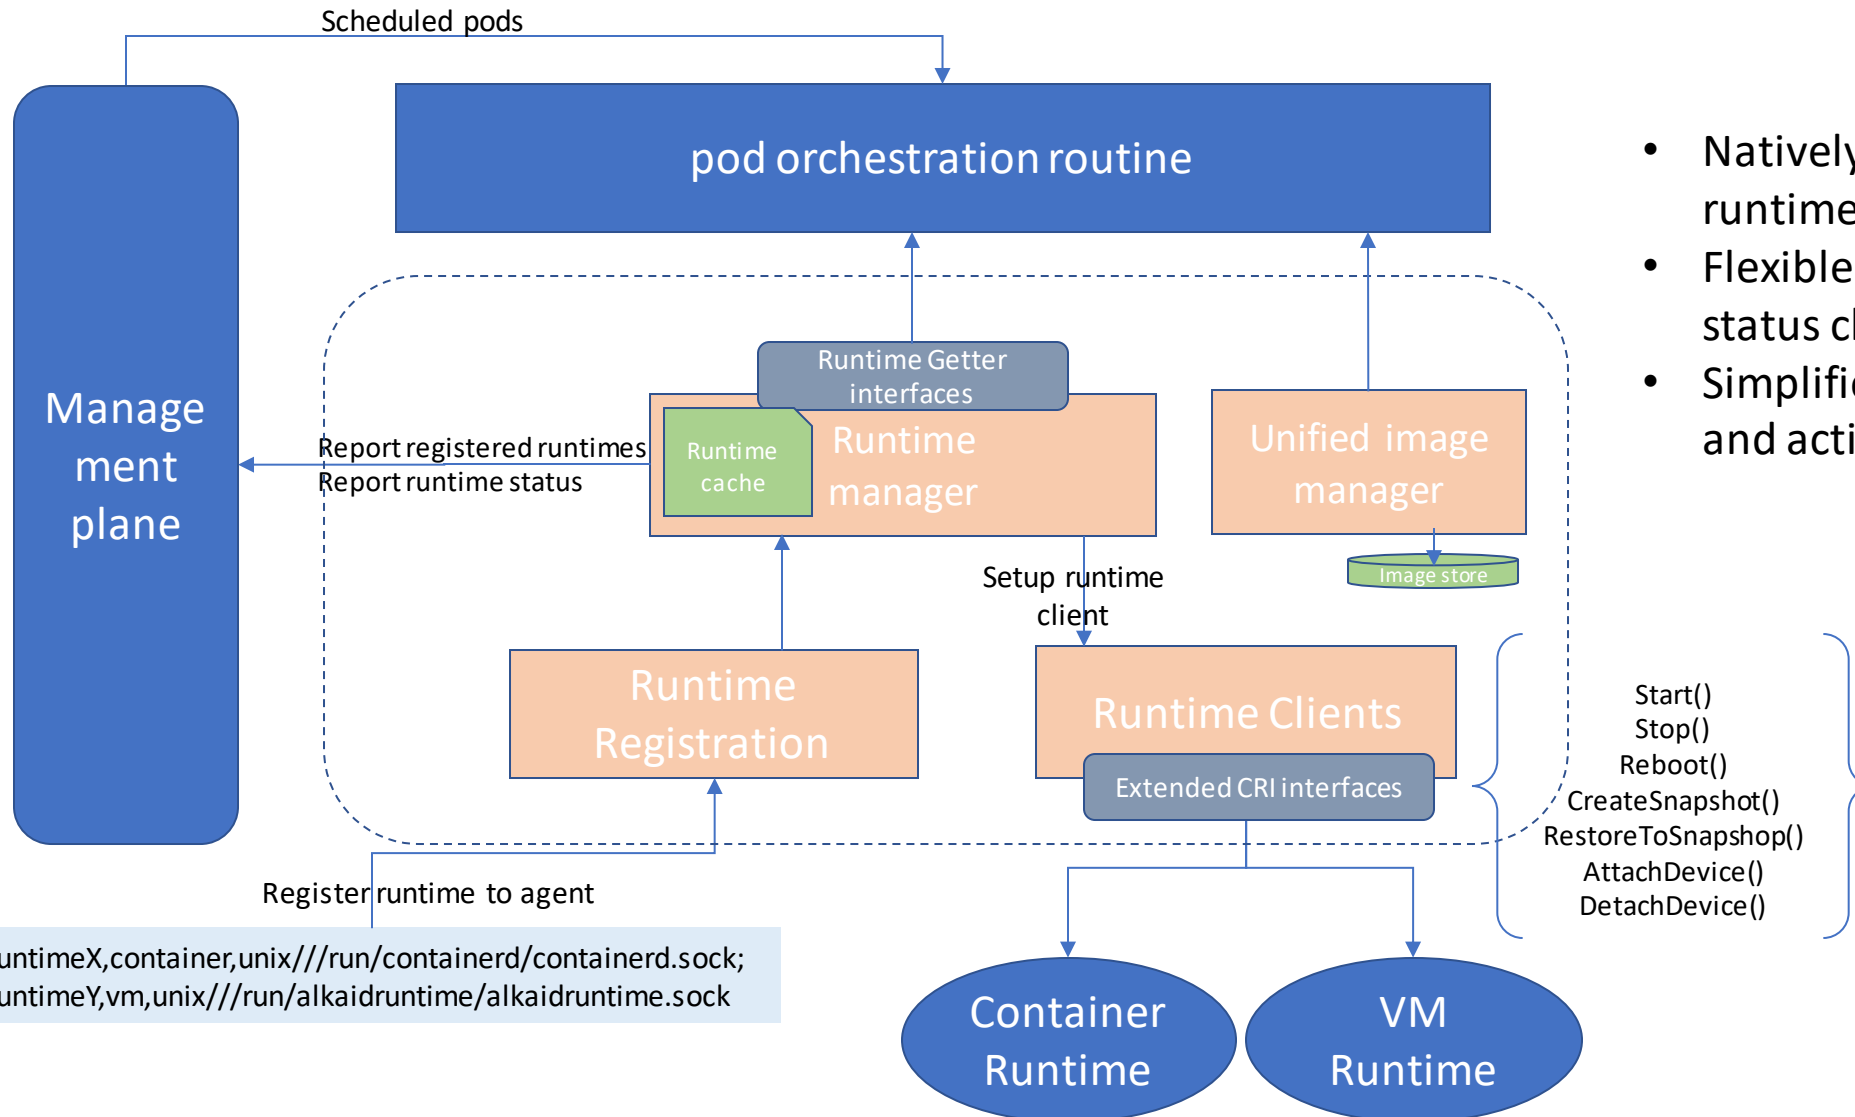 Scheduled pods
pod orchestration routine
Manage
ment
plane
Runtime Getter
interfaces
Runtime
cache
Runtime
manager
Unified image
manager
Image store
Report registered runtimes
Report runtime status
Setup runtime
client
Runtime
Registration
Runtime Clients
Extended CRI interfaces
Register runtime to agent
untimeX,container,unix///run/containerd/containerd.sock;
untimeY,vm,unix///run/alkaidruntime/alkaidruntime.sock
Container
Runtime
VM
Runtime
Start()
Stop()
Reboot()
CreateSnapshot()
RestoreToSnapshop()
AttachDevice()
DetachDevice()
• Natively
runtime
• Flexible
status
• 
and